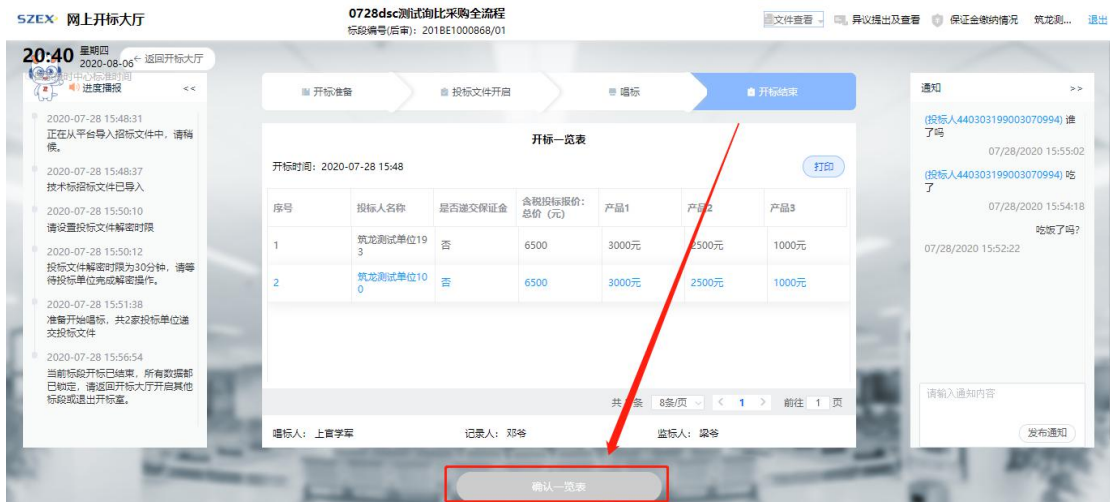 SZEX 网上开标大厅
0728dsc测试询比采购全流程
标段编号(后审): 201BE1000868/01
文件查看
异议提出及查看
保证金缴纳情况
筑龙测...
退出
20:40
星期四
2020-08-06
返回开标大厅
时中心标准时间
进度播报 <<
2020-07-28 15:48:31
正在从平台导入招标文件中，请稍
候。
2020-07-28 15:48:37
技术标招标文件已导入
2020-07-28 15:50:10
请设置投标文件解密时限
2020-07-28 15:50:12
投标文件解密时限为30分钟，请等
待投标单位完成解密操作。
2020-07-28 15:51:38
准备开始唱标，共2家投标单位递
交投标文件
2020-07-28 15:56:54
当前标段开标已结束，所有数据都
已锁定，请返回开标大厅开启其他
标段或退出开标室。
开标准备
投标文件开启
唱标
开标结束
开标一览表
开标时间：2020-07-28 15:48
打印
序号 投标人名称 是否递交保证金 含税投标报价：
总价（元） 产品1 产品2 产品3
1 筑龙测试单位19
3 否 6500 3000元 2500元 1000元
2 筑龙测试单位10
0 否 6500 3000元 2500元 1000元
共 条 8条/页 < 1 > 前往 1 页
唱标人：上官学军 记录人：邓爷 监标人：梁爷
确认一览表
通知 >>
(投标人440303199003070994) 谁
了吗
07/28/2020 15:55:02
(投标人440303199003070994) 吃
了
07/28/2020 15:54:18
吃饭了吗?
07/28/2020 15:52:22
请输入通知内容
发布通知